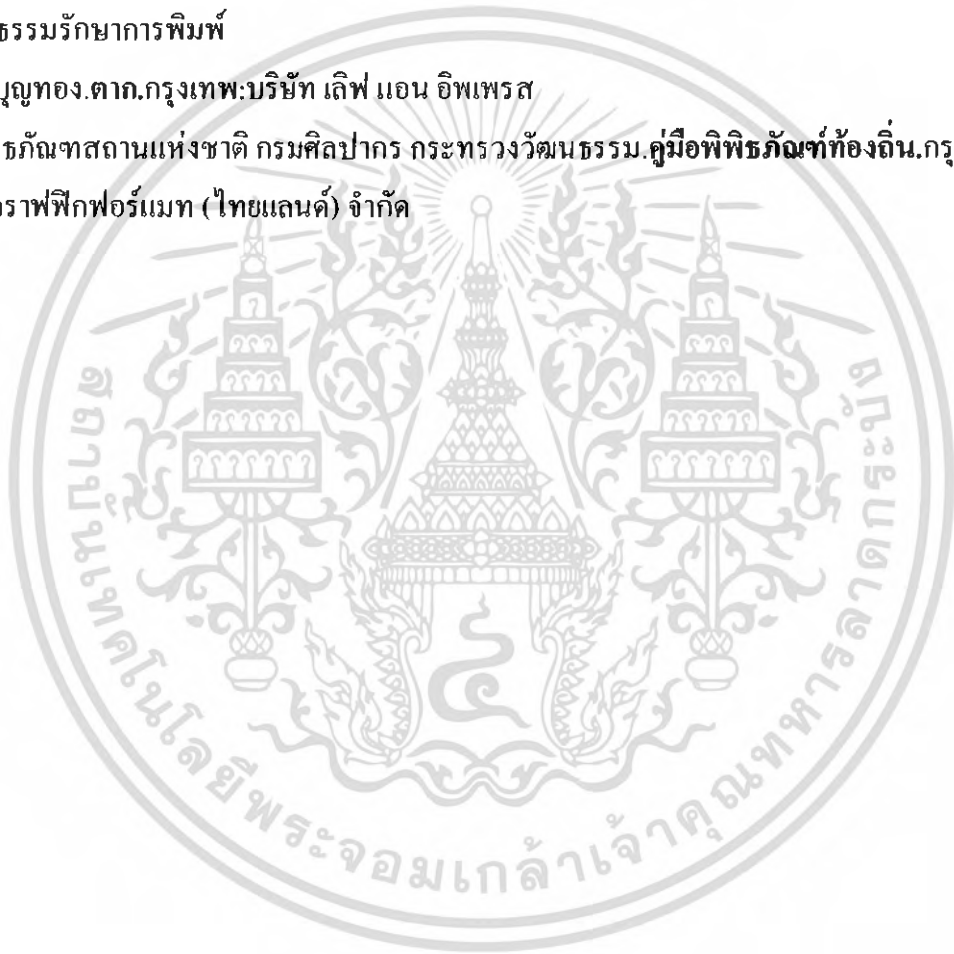 ธรรมรักษาการพิมพ์
บุญทอง.ตาก.กรุงเทพ:บริษัท เลิฟ แอน อิพเพรส
ธภัณฑสถานแห่งชาติ กรมศิลปากร กระทรวงวัฒนธรรม.คู่มือพิพิธภัณฑ์ท้องถิ่น.กรุ
ราฟฟิกฟอร์แมท (ไทยแลนด์) จำกัด
สถาบันเทคโนโลยีพระจอมเกล้าเจ้าคุณทหารลาดกระบัง
๔